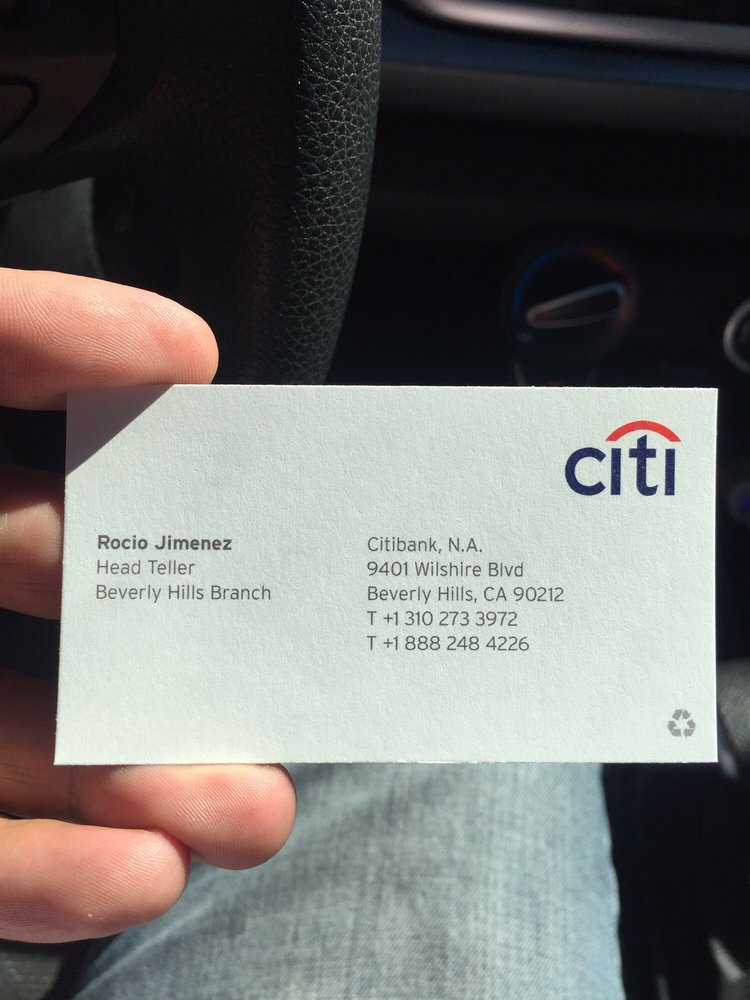 citi
Rocio Jimenez
Head Teller
Beverly Hills Branch
Citibank, N.A.
9401 Wilshire Blvd
Beverly Hills, CA 90212
T +1 310 273 3972
T +1 888 248 4226